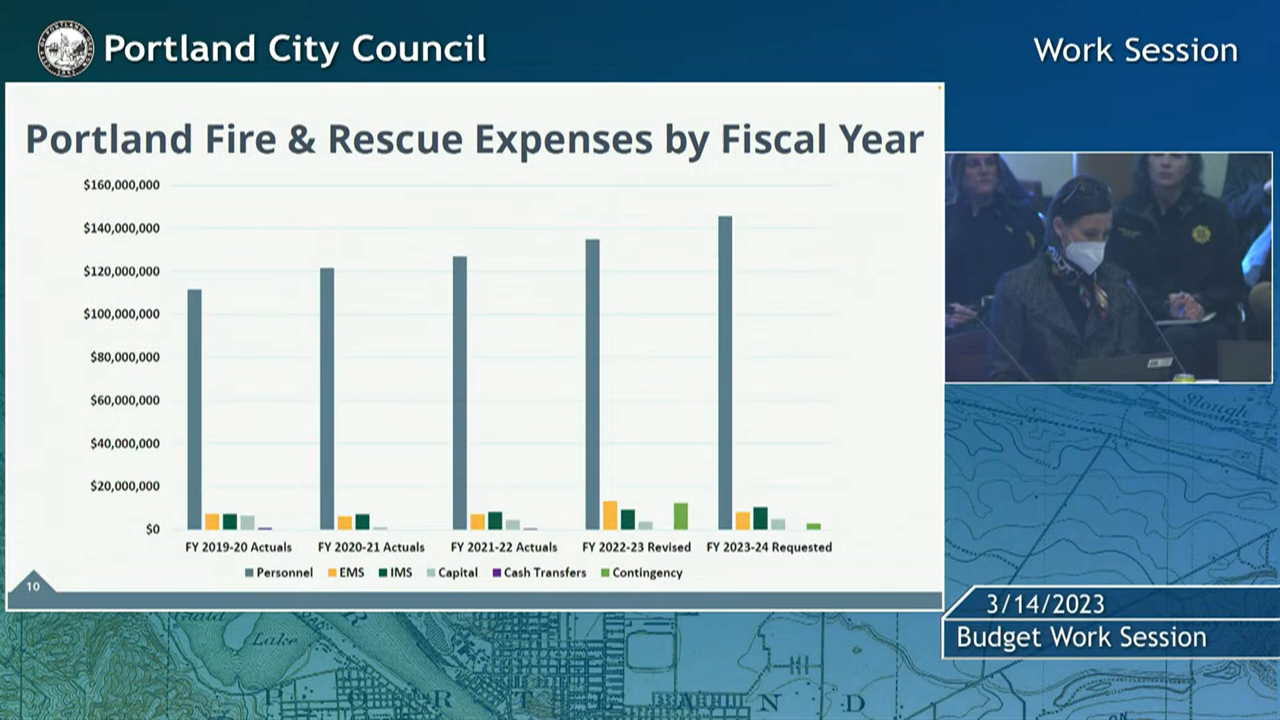 Portland City Council
Work Session
Portland Fire & Rescue Expenses by Fiscal Year
$160,000,000
$140,000,000
$120,000,000
$100,000,000
$80,000,000
$60,000,000
$40,000,000
$20,000,000
$0
FY 2019-20 Actuals FY 2020-21 Actuals FY 2021-22 Actuals FY 2022-23 Revised FY 2023-24 Requested
Personnel EMS IMS Capital Cash Transfers Contingency
10
Slough
3/14/2023
Budget Work Session
Guild
Lake
P O R T L A N D